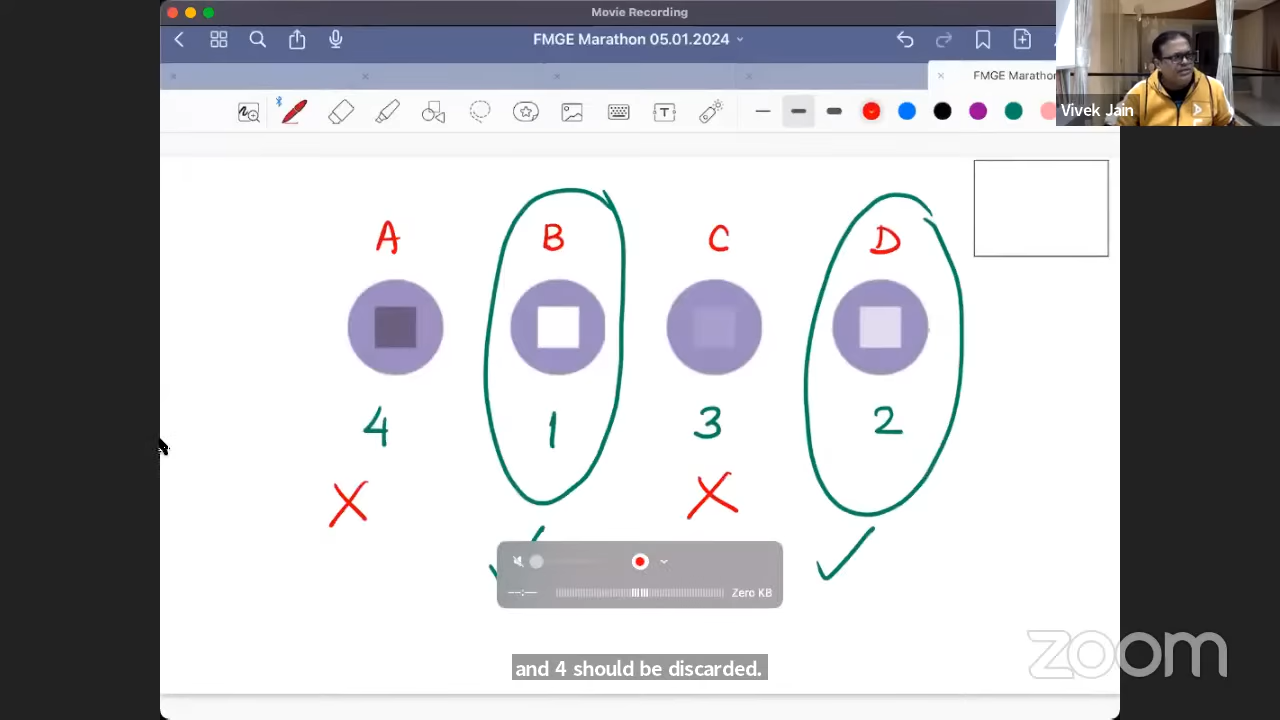 Movie Recording
FMGE Marathon 05.01.2024
FMGE Marathon
Vivek Jain
T
A B C D
4 1 3 2
X X
--:-- Zero KB
and 4 should be discarded.
zoom